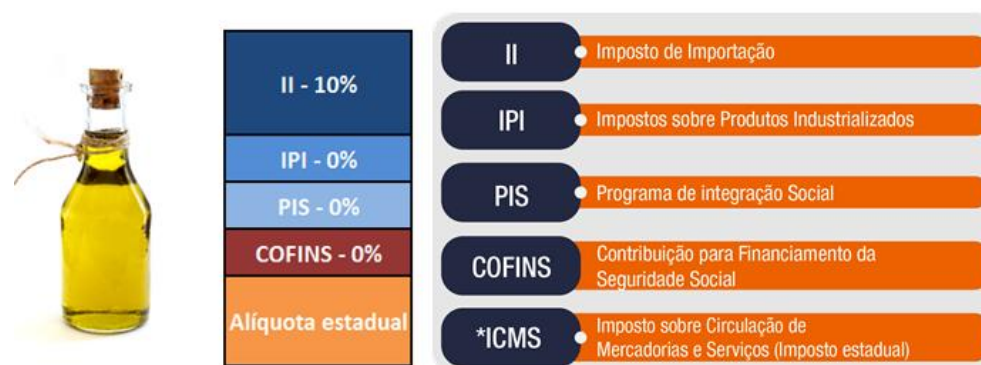 II - 10%
IPI - 0%
PIS - 0%
COFINS - 0%
Alíquota estadual
II
Imposto de Importação
IPI
Impostos sobre Produtos Industrializados
PIS
Programa de integração Social
COFINS
Contribuição para Financiamento da
Seguridade Social
*ICMS
Imposto sobre Circulação de
Mercadorias e Serviços (Imposto estadual)